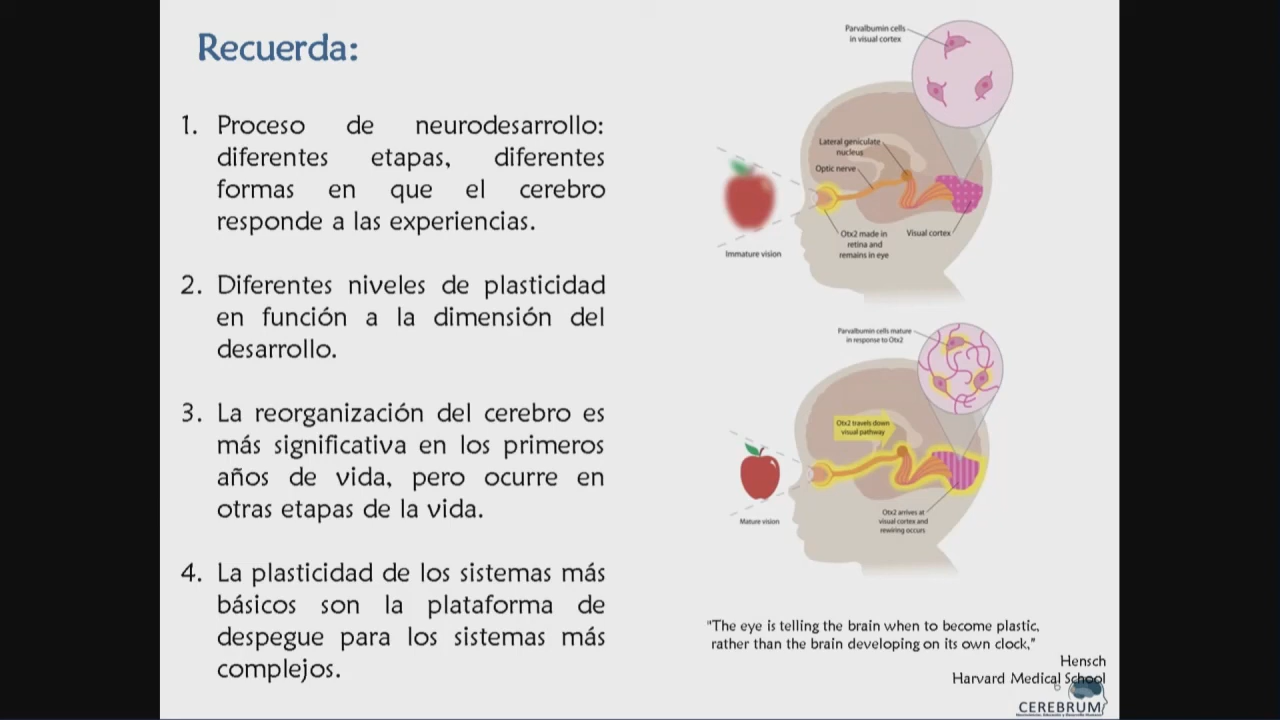 Recuerda:
1. Proceso de neurodesarrollo:
diferentes etapas, diferentes
formas en que el cerebro
responde a las experiencias.
2. Diferentes niveles de plasticidad
en función a la dimensión del
desarrollo.
3. La reorganización del cerebro es
más significativa en los primeros
años de vida, pero ocurre en
otras etapas de la vida.
4. La plasticidad de los sistemas más
básicos son la plataforma de
despegue para los sistemas más
complejos.
Parvalbumin cells
in visual cortex
Lateral geniculate
nucleus
Optic nerve
Otx2 made in
retina and
remains in eye
Visual cortex
Immature vision
Parvalbumin cells mature
in response to Otx2
Otx2 travels down
visual pathway
Otx2 arrives at
visual cortex and
rewiring occurs
Mature vision
"The eye is telling the brain when to become plastic,
rather than the brain developing on its own clock,"
Hensch
Harvard Medical School
6
CEREBRUM